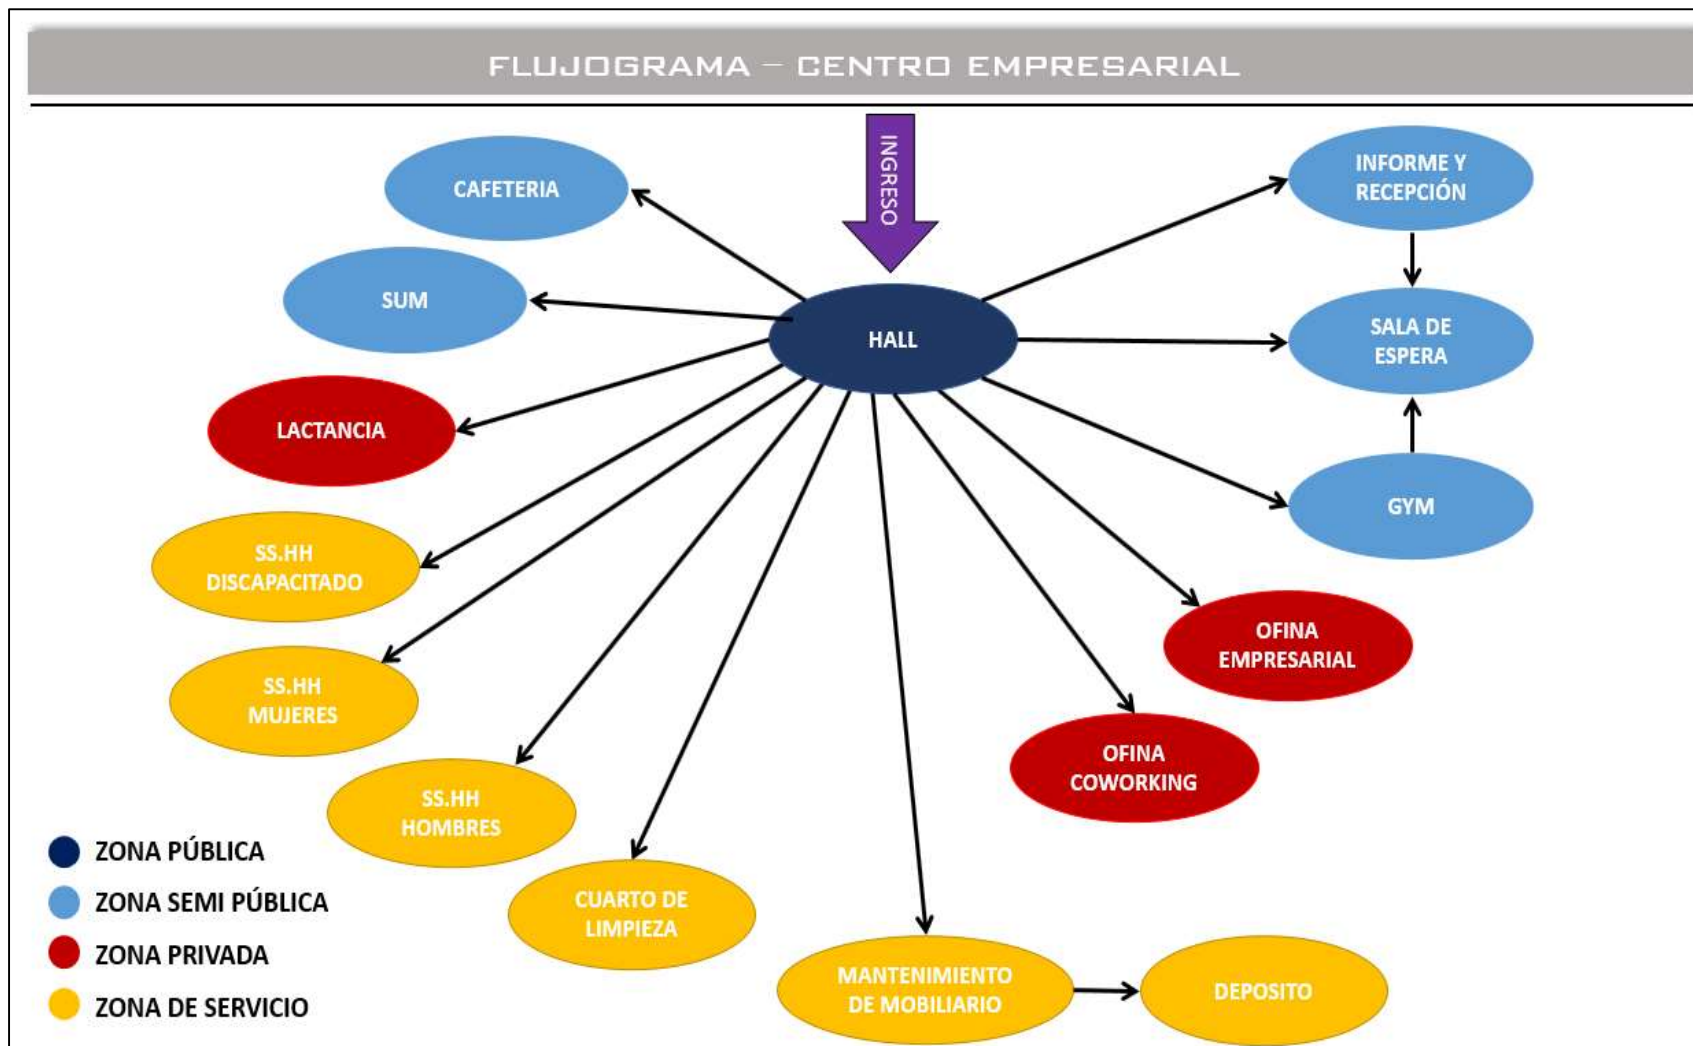 FLUJOGRAMA – CENTRO EMPRESARIAL
INGRESO
CAFETERIA
INFORME Y
RECEPCIÓN
SUM
HALL
SALA DE
ESPERA
LACTANCIA
GYM
SS.HH
DISCAPACITADO
OFINA
EMPRESARIAL
SS.HH
MUJERES
OFINA
COWORKING
SS.HH
HOMBRES
CUARTO DE
LIMPIEZA
MANTENIMIENTO
DE MOBILIARIO
DEPOSITO
ZONA PÚBLICA
ZONA SEMI PÚBLICA
ZONA PRIVADA
ZONA DE SERVICIO